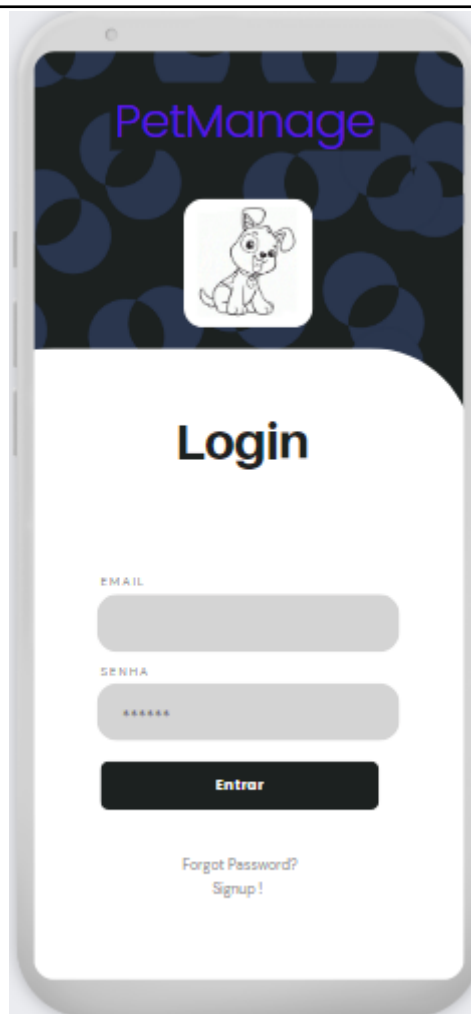 PetManage
Login
EMAIL
SENHA
******
Entrar
Forgot Password?
Signup !